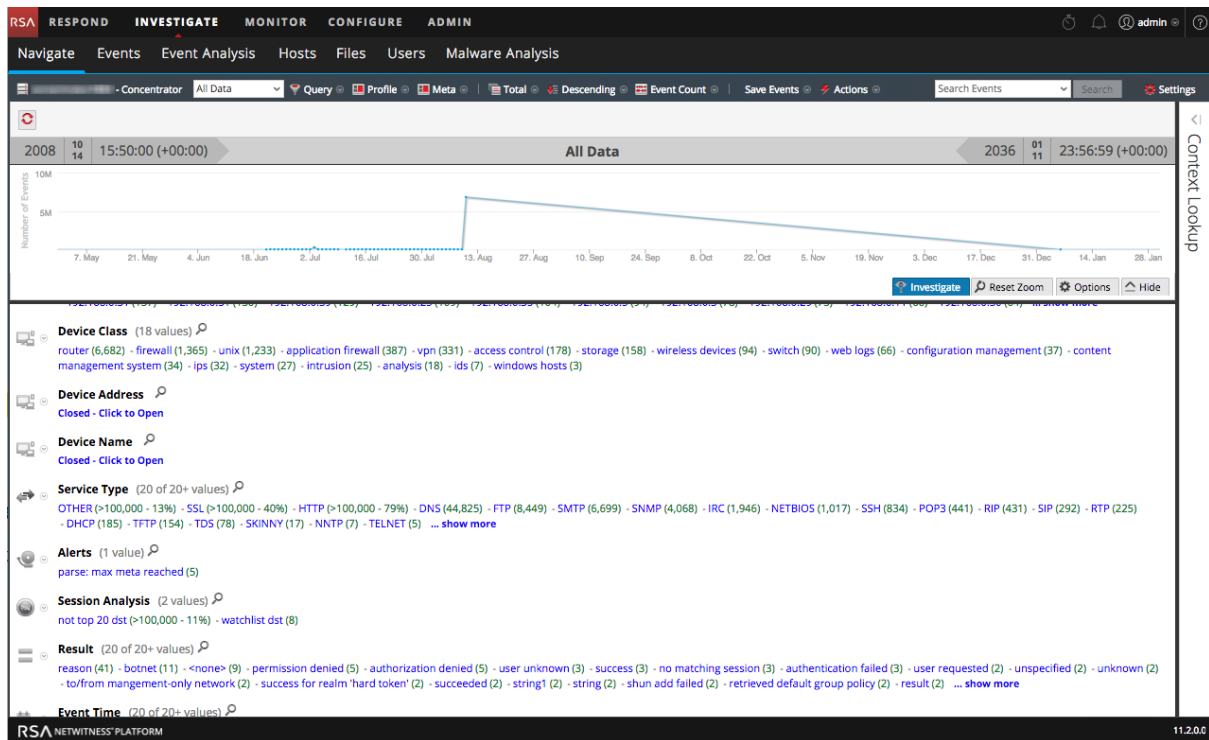 RSA RESPOND INVESTIGATE MONITOR CONFIGURE ADMIN admin
Navigate Events Event Analysis Hosts Files Users Malware Analysis
- Concentrator All Data Query Profile Meta Total Descending Event Count Save Events Actions Search Events Search Settings
Context Lookup
2008 10 14 15:50:00 (+00:00) All Data 2036 01 11 23:56:59 (+00:00)
Number of Events
10M
5M
7. May 21. May 4. Jun 18. Jun 2. Jul 16. Jul 30. Jul 13. Aug 27. Aug 10. Sep 24. Sep 8. Oct 22. Oct 5. Nov 19. Nov 3. Dec 17. Dec 31. Dec 14. Jan 28. Jan
Investigate Reset Zoom Options Hide
Device Class (18 values)
router (6,682) - firewall (1,365) - unix (1,233) - application firewall (387) - vpn (331) - access control (178) - storage (158) - wireless devices (94) - switch (90) - web logs (66) - configuration management (37) - content
management system (34) - ips (32) - system (27) - intrusion (25) - analysis (18) - ids (7) - windows hosts (3)
Device Address
Closed - Click to Open
Device Name
Closed - Click to Open
Service Type (20 of 20+ values)
OTHER (>100,000 - 13%) - SSL (>100,000 - 40%) - HTTP (>100,000 - 79%) - DNS (44,825) - FTP (8,449) - SMTP (6,699) - SNMP (4,068) - IRC (1,946) - NETBIOS (1,017) - SSH (834) - POP3 (441) - RIP (431) - SIP (292) - RTP (225)
- DHCP (185) - TFTP (154) - TDS (78) - SKINNY (17) - NNTP (7) - TELNET (5) ... show more
Alerts (1 value)
parse: max meta reached (5)
Session Analysis (2 values)
not top 20 dst (>100,000 - 11%) - watchlist dst (8)
Result (20 of 20+ values)
reason (41) - botnet (11) - <none> (9) - permission denied (5) - authorization denied (5) - user unknown (3) - success (3) - no matching session (3) - authentication failed (3) - user requested (2) - unspecified (2) - unknown (2)
- to/from mangement-only network (2) - success for realm 'hard token' (2) - succeeded (2) - string1 (2) - string (2) - shun add failed (2) - retrieved default group policy (2) - result (2) ... show more
Event Time (20 of 20+ values)
RSA NETWITNESS PLATFORM 11.2.0.0